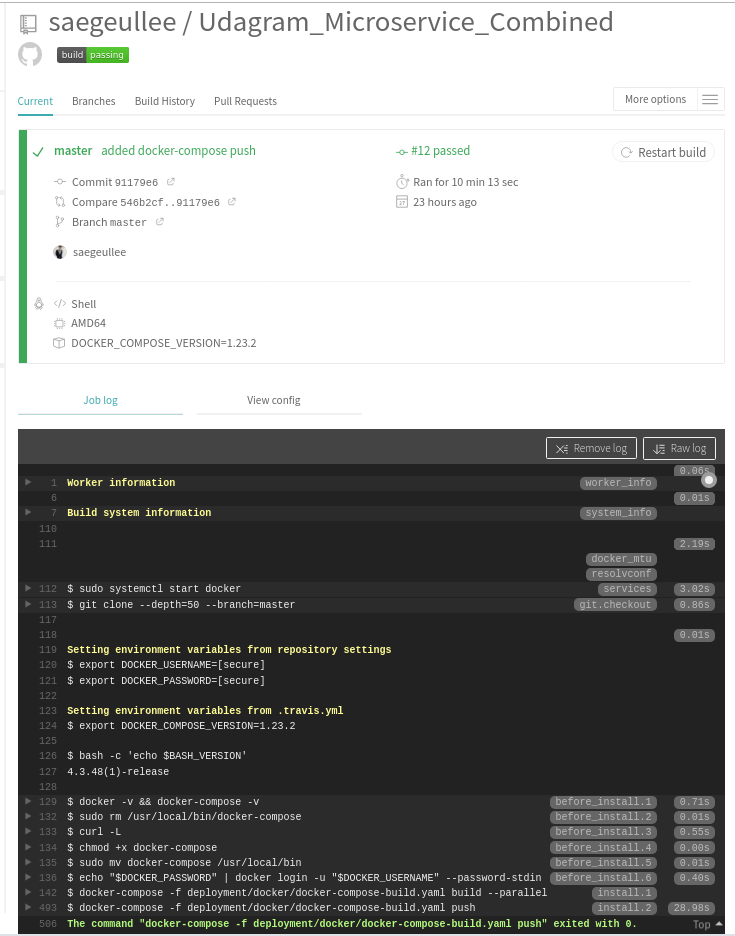 saegeullee / Udagram_Microservice_Combined
build passing
Current Branches Build History Pull Requests More options
master added docker-compose push #12 passed Restart build
Commit 91179e6 Ran for 10 min 13 sec
Compare 546b2cf..91179e6 23 hours ago
Branch master
saegeullee
</> Shell
AMD64
DOCKER_COMPOSE_VERSION=1.23.2
Job log View config
Remove log Raw log
0.06s
1 Worker information worker_info
6 0.01s
7 Build system information system_info
110
111 2.19s
docker_mtu
resolvconf
112 $ sudo systemctl start docker services 3.02s
113 $ git clone --depth=50 --branch=master git.checkout 0.86s
117
118 0.01s
119 Setting environment variables from repository settings
120 $ export DOCKER_USERNAME=[secure]
121 $ export DOCKER_PASSWORD=[secure]
122
123 Setting environment variables from .travis.yml
124 $ export DOCKER_COMPOSE_VERSION=1.23.2
125
126 $ bash -c 'echo $BASH_VERSION'
127 4.3.48(1)-release
128
129 $ docker -v && docker-compose -v before_install.1 0.71s
132 $ sudo rm /usr/local/bin/docker-compose before_install.2 0.01s
133 $ curl -L before_install.3 0.55s
134 $ chmod +x docker-compose before_install.4 0.00s
135 $ sudo mv docker-compose /usr/local/bin before_install.5 0.01s
136 $ echo "$DOCKER_PASSWORD" | docker login -u "$DOCKER_USERNAME" --password-stdin before_install.6 0.40s
142 $ docker-compose -f deployment/docker/docker-compose-build.yaml build --parallel install.1
493 $ docker-compose -f deployment/docker/docker-compose-build.yaml push install.2 28.98s
506 The command "docker-compose -f deployment/docker/docker-compose-build.yaml push" exited with 0. Top